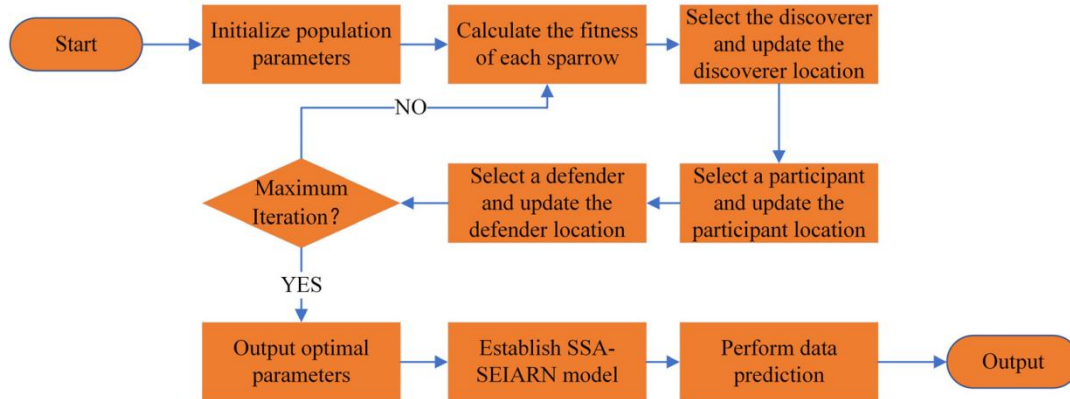 Start
Initialize population
parameters
Calculate the fitness
of each sparrow
Select the discoverer
and update the
discoverer location
NO
Maximum
Iteration？
Select a defender
and update the
defender location
Select a participant
and update the
participant location
YES
Output optimal
parameters
Establish SSA-
SEIARN model
Perform data
prediction
Output